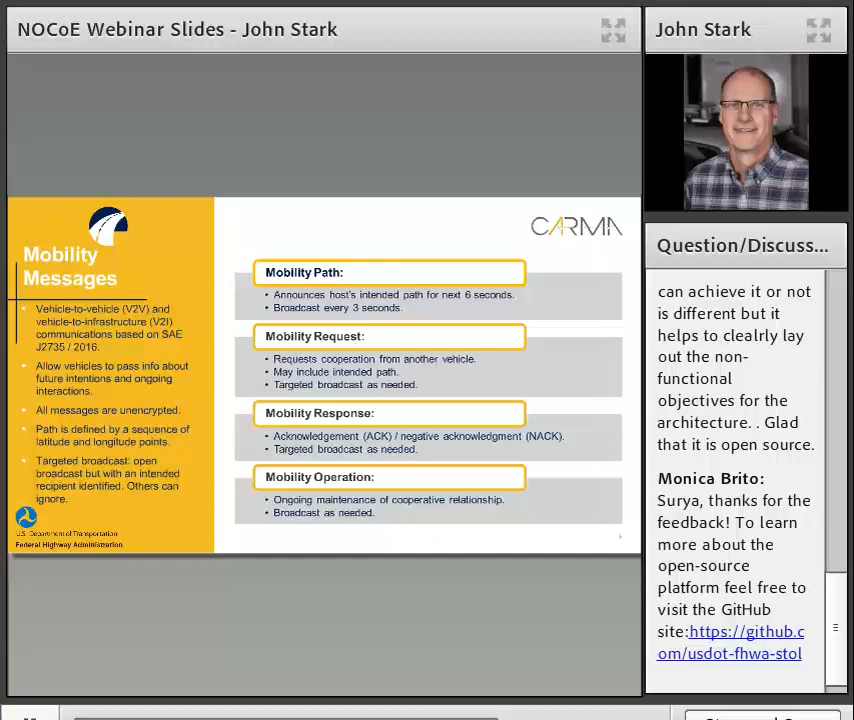 NOCoE Webinar Slides - John Stark
John Stark
Mobility
Messages
Vehicle-to-vehicle (V2V) and
vehicle-to-infrastructure (V2I)
communications based on SAE
J2735 / 2016.
Allow vehicles to pass info about
future intentions and ongoing
interactions.
All messages are unencrypted.
Path is defined by a sequence of
latitude and longitude points.
Targeted broadcast: open
broadcast but with an intended
recipient identified. Others can
ignore.
U.S. Department of Transportation
Federal Highway Administration
CARMA
Mobility Path:
• Announces host's intended path for next 6 seconds.
• Broadcast every 3 seconds.
Mobility Request:
• Requests cooperation from another vehicle.
• May include intended path.
• Targeted broadcast as needed.
Mobility Response:
• Acknowledgement (ACK) / negative acknowledgment (NACK).
• Targeted broadcast as needed.
Mobility Operation:
• Ongoing maintenance of cooperative relationship.
• Broadcast as needed.
Question/Discuss...
can achieve it or not
is different but it
helps to clealrly lay
out the non-
functional
objectives for the
architecture. . Glad
that it is open source.
Monica Brito:
Surya, thanks for the
feedback! To learn
more about the
open-source
platform feel free to
visit the GitHub
site:https://github.c
om/usdot-fhwa-stol